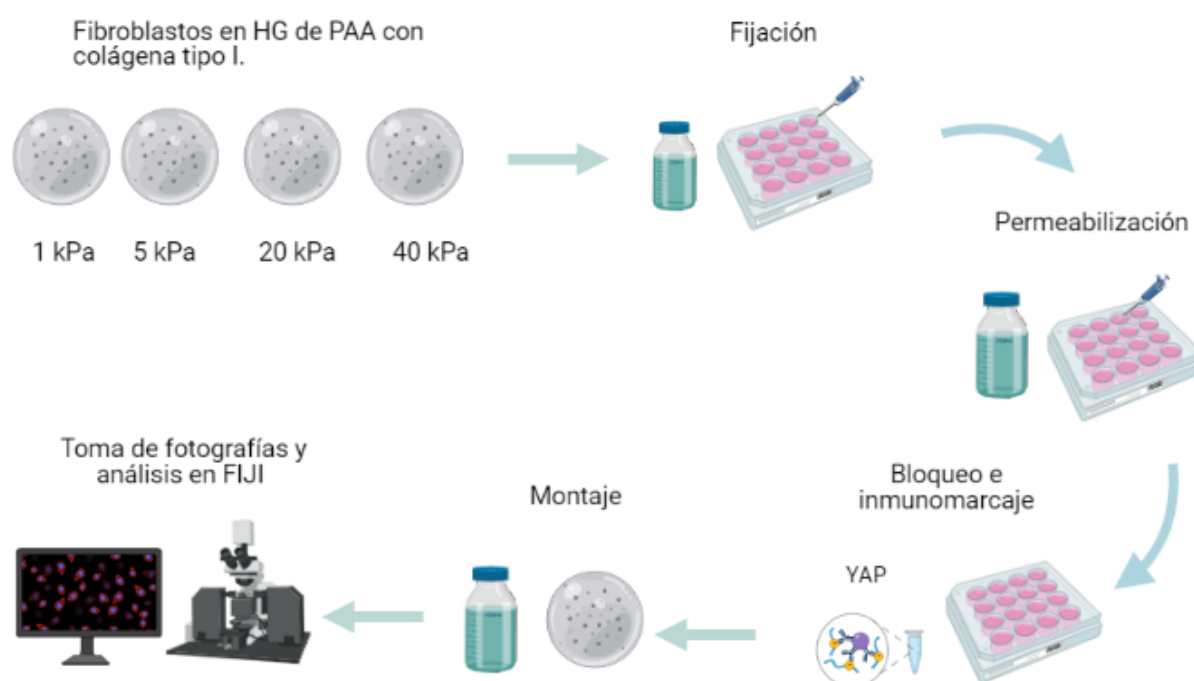 Fibroblastos en HG de PAA con
colágena tipo I.
1 kPa
5 kPa
20 kPa
40 kPa
Fijación
Permeabilización
Bloqueo e
inmunomarcaje
YAP
Montaje
Toma de fotografías y
análisis en FIJI